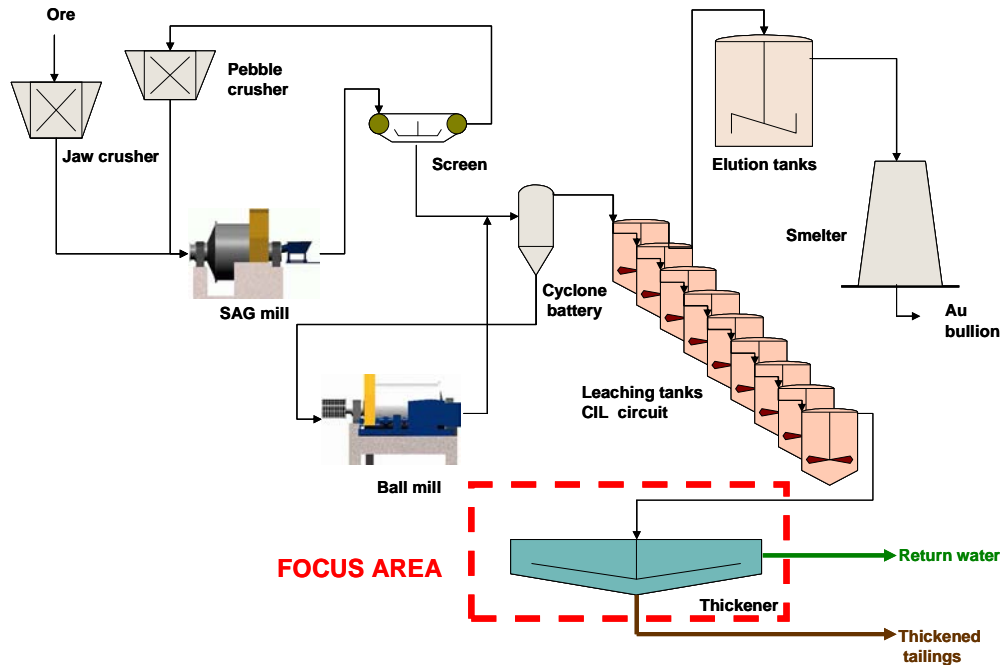 Ore
Pebble
crusher
Jaw crusher
Screen
Elution tanks
SAG mill
Cyclone
battery
Smelter
Au
bullion
Leaching tanks
CIL circuit
Ball mill
FOCUS AREA
Thickener
Return water
Thickened
tailings